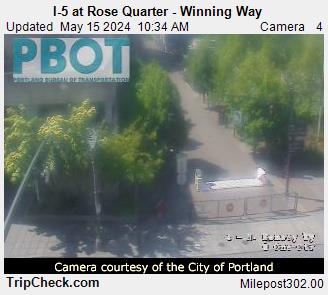 I-5 at Rose Quarter - Winning Way
Updated May 15 2024 10:34 AM Camera 4
PBOT
PORTLAND BUREAU OF TRANSPORTATION
Camera courtesy of the City of Portland
TripCheck.com Milepost302.00